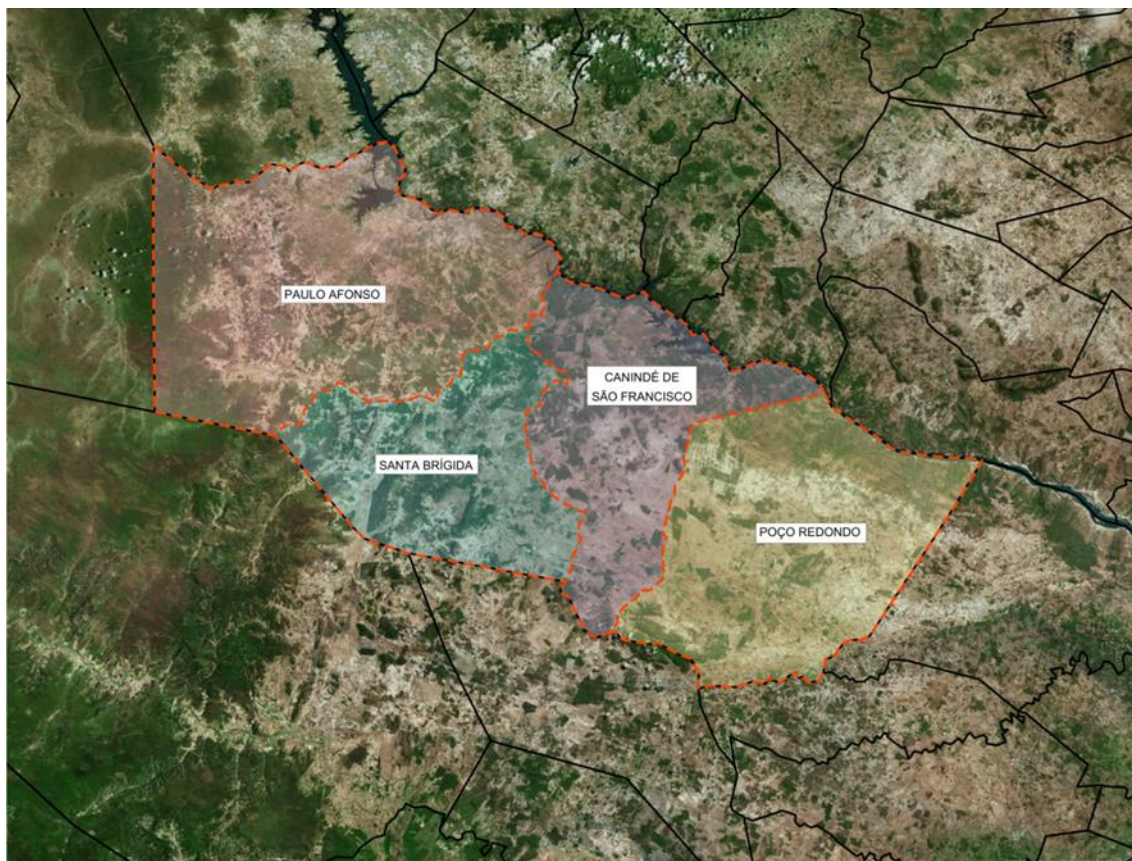 PAULO AFONSO
CANINDÉ DE
SÃO FRANCISCO
SANTA BRÍGIDA
POÇO REDONDO